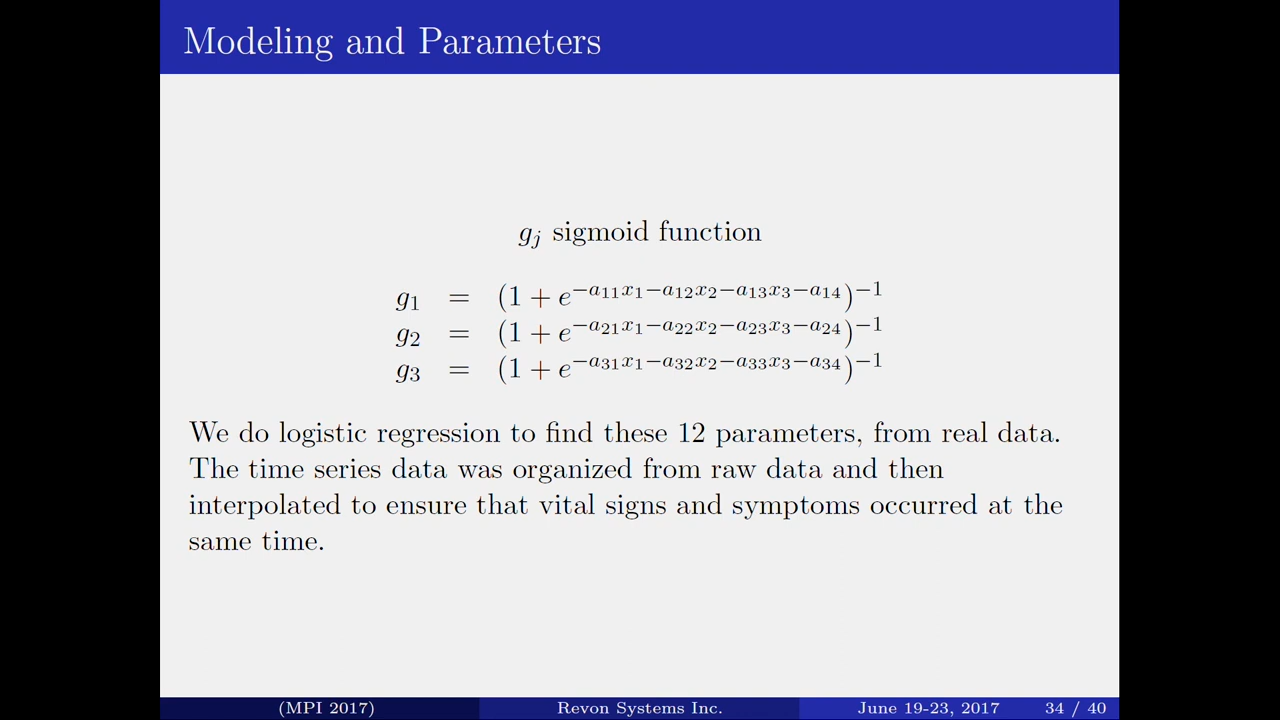 Modeling and Parameters
g_j sigmoid function
g_1 = (1 + e^{-a_{11}x_1-a_{12}x_2-a_{13}x_3-a_{14}})^{-1}
g_2 = (1 + e^{-a_{21}x_1-a_{22}x_2-a_{23}x_3-a_{24}})^{-1}
g_3 = (1 + e^{-a_{31}x_1-a_{32}x_2-a_{33}x_3-a_{34}})^{-1}
We do logistic regression to find these 12 parameters, from real data.
The time series data was organized from raw data and then
interpolated to ensure that vital signs and symptoms occurred at the
same time.
(MPI 2017) Revon Systems Inc. June 19-23, 2017 34 / 40